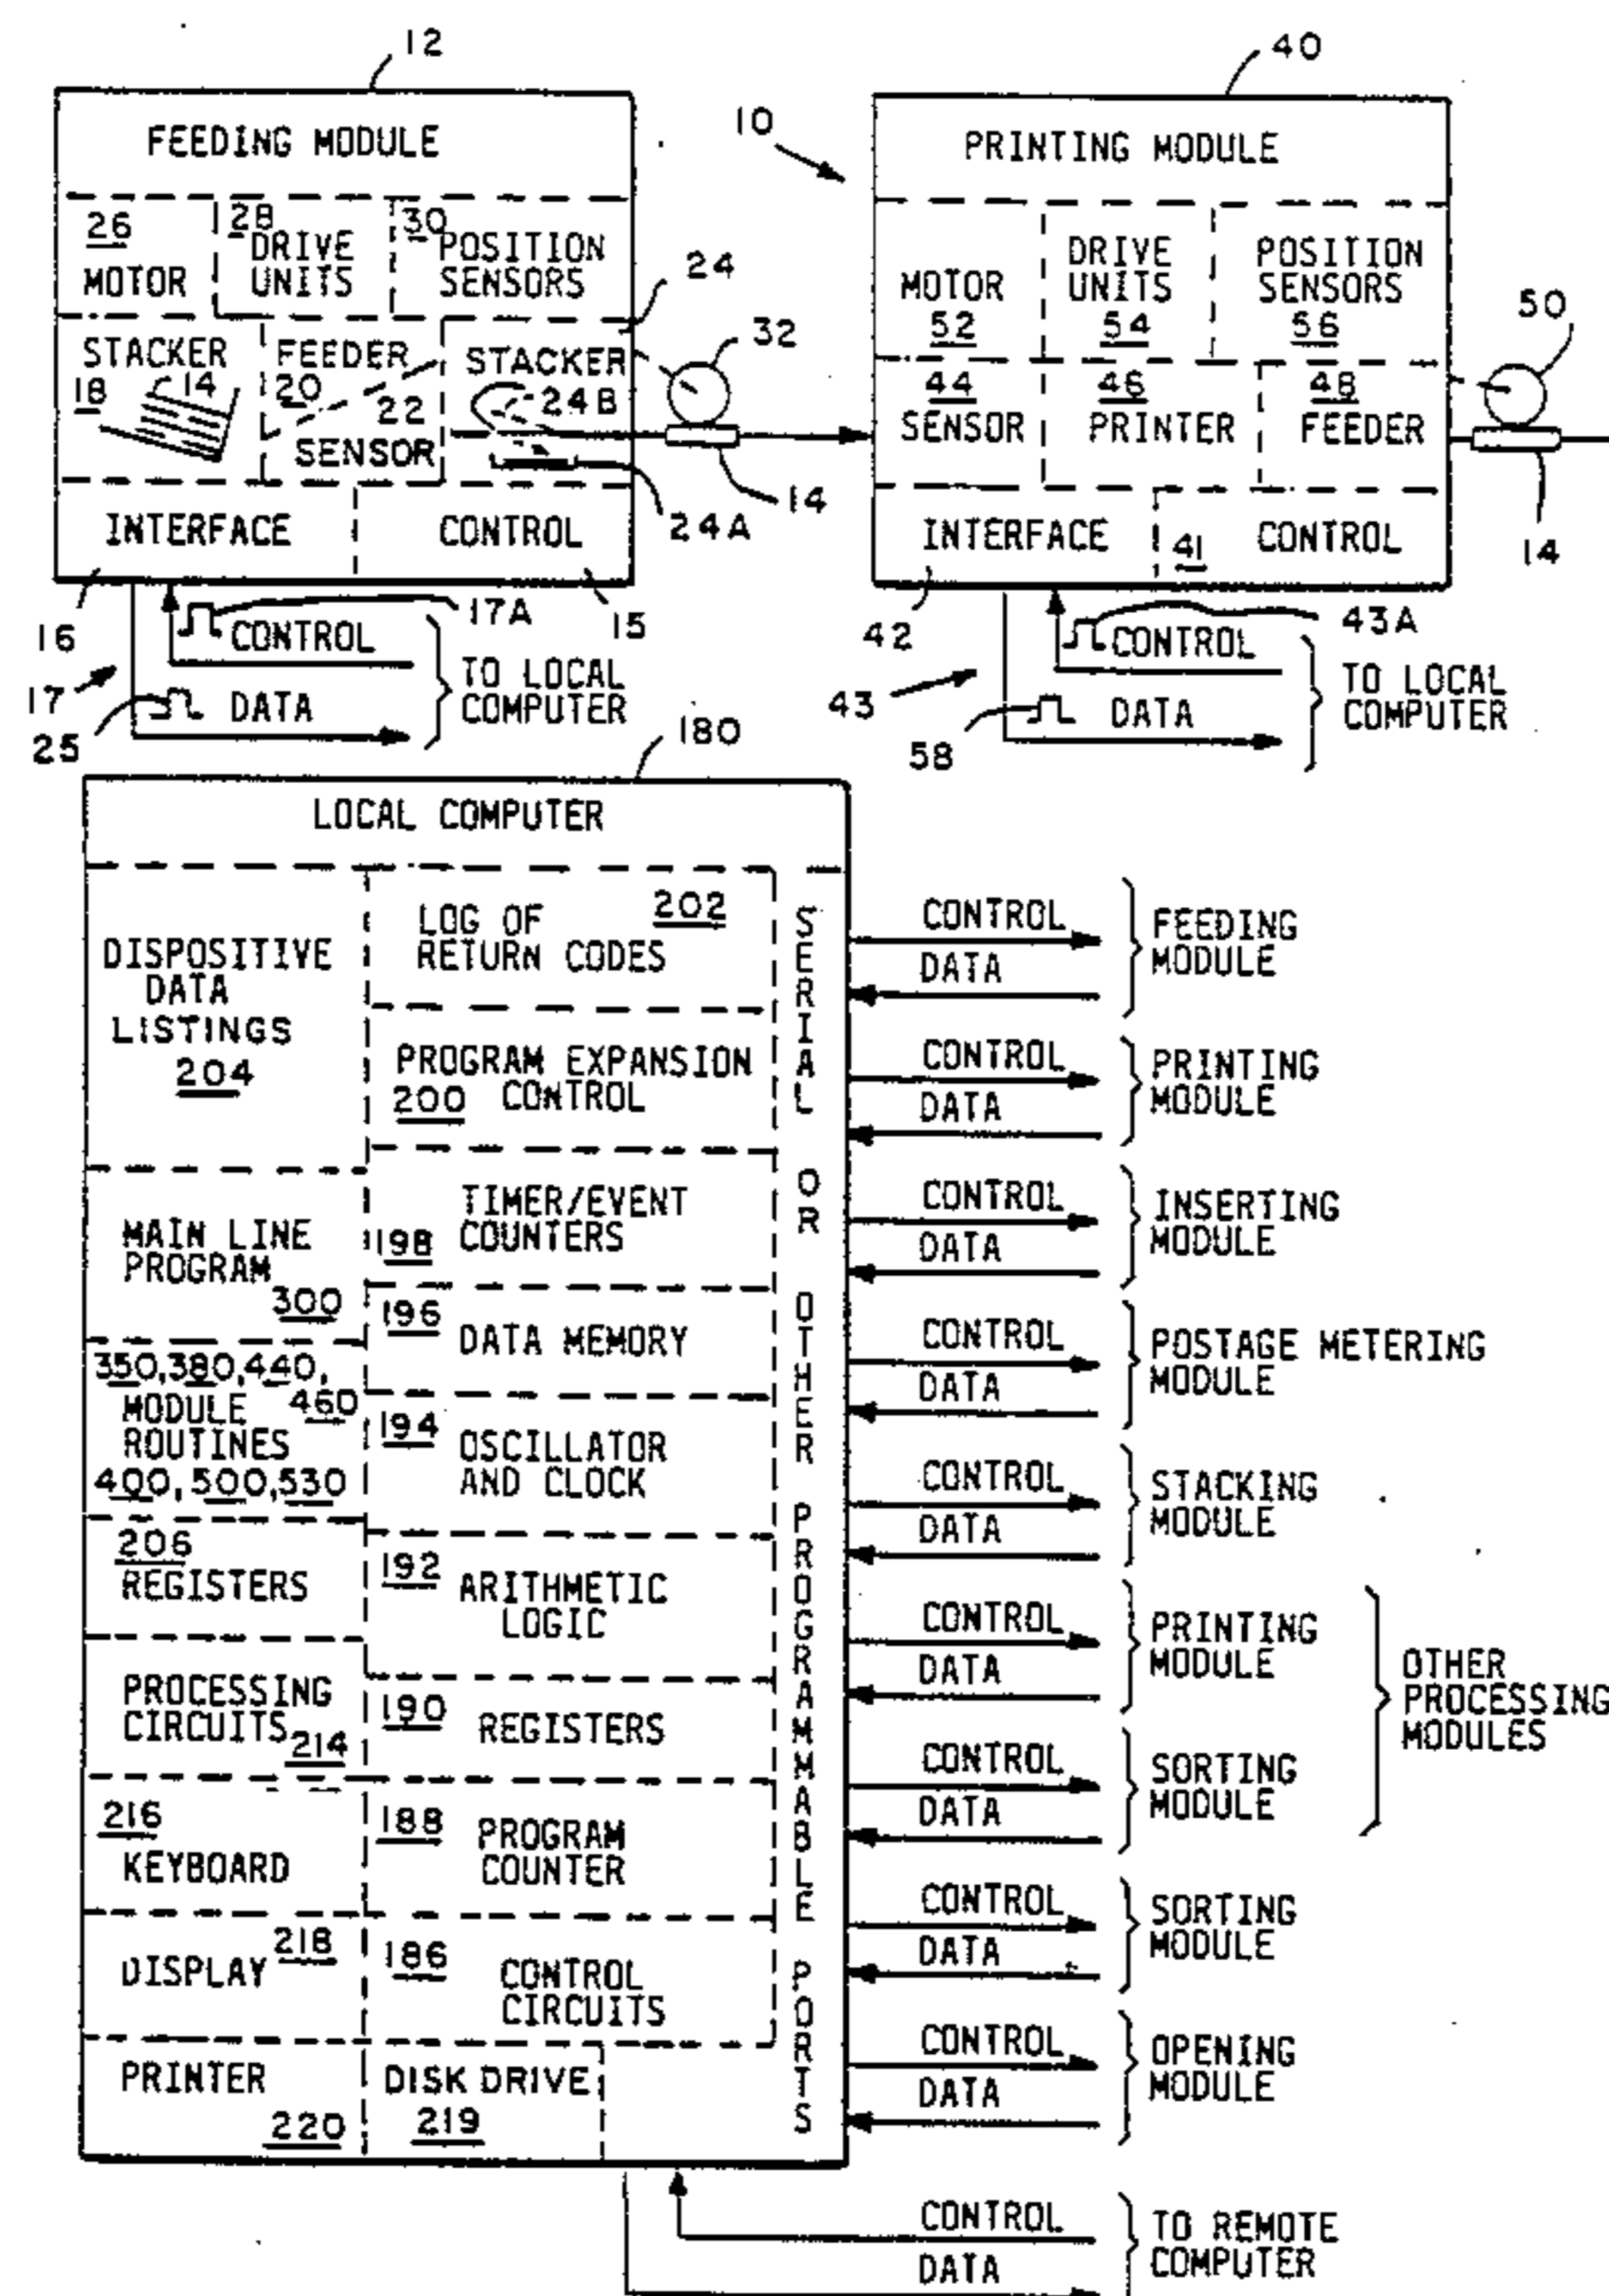 12
FEEDING MODULE
26
MOTOR
28
DRIVE
UNITS
30
POSITION
SENSORS
24
32
STACKER
18
14
FEEDER
20
22
SENSOR
STACKER
24B
24A
14
INTERFACE
CONTROL
16
17A
15
CONTROL
17
DATA
25
TO LOCAL
COMPUTER
10
40
PRINTING MODULE
MOTOR
52
DRIVE
UNITS
54
POSITION
SENSORS
56
50
44
SENSOR
46
PRINTER
48
FEEDER
14
INTERFACE
41
CONTROL
42
43A
CONTROL
43
DATA
58
TO LOCAL
COMPUTER
180
LOCAL COMPUTER
DISPOSITIVE
DATA
LISTINGS
204
MAIN LINE
PROGRAM
300
350,380,440,
MODULE 460
ROUTINES
400,500,530
206
REGISTERS
PROCESSING
CIRCUITS
214
216
KEYBOARD
218
DISPLAY
PRINTER
220
LOG OF 202
RETURN CODES
PROGRAM EXPANSION
200 CONTROL
TIMER/EVENT
198 COUNTERS
196
DATA MEMORY
194
OSCILLATOR
AND CLOCK
192
ARITHMETIC
LOGIC
190
REGISTERS
188
PROGRAM
COUNTER
186
CONTROL
CIRCUITS
DISK DRIVE
219
SERIAL OR OTHER PROGRAMMABLE PORTS
CONTROL
DATA
FEEDING
MODULE
CONTROL
DATA
PRINTING
MODULE
CONTROL
DATA
INSERTING
MODULE
CONTROL
DATA
POSTAGE METERING
MODULE
CONTROL
DATA
STACKING
MODULE
CONTROL
DATA
PRINTING
MODULE
CONTROL
DATA
SORTING
MODULE
OTHER
PROCESSING
MODULES
CONTROL
DATA
SORTING
MODULE
CONTROL
DATA
OPENING
MODULE
CONTROL
DATA
TO REMOTE
COMPUTER